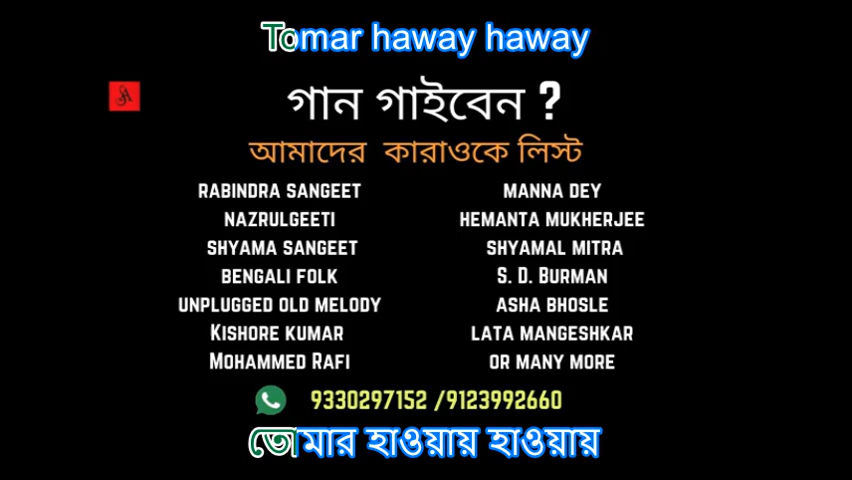 Tomar haway haway
গান গাইবেন ?
আমাদের কারাওকে লিস্ট
RABINDRA SANGEET
NAZRULGEETI
SHYAMA SANGEET
BENGALI FOLK
UNPLUGGED OLD MELODY
KISHORE KUMAR
MOHAMMED RAFI
MANNA DEY
HEMANTA MUKHERJEE
SHYAMAL MITRA
S. D. BURMAN
ASHA BHOSLE
LATA MANGESHKAR
OR MANY MORE
9330297152 /9123992660
তোমার হাওয়ায় হাওয়ায়